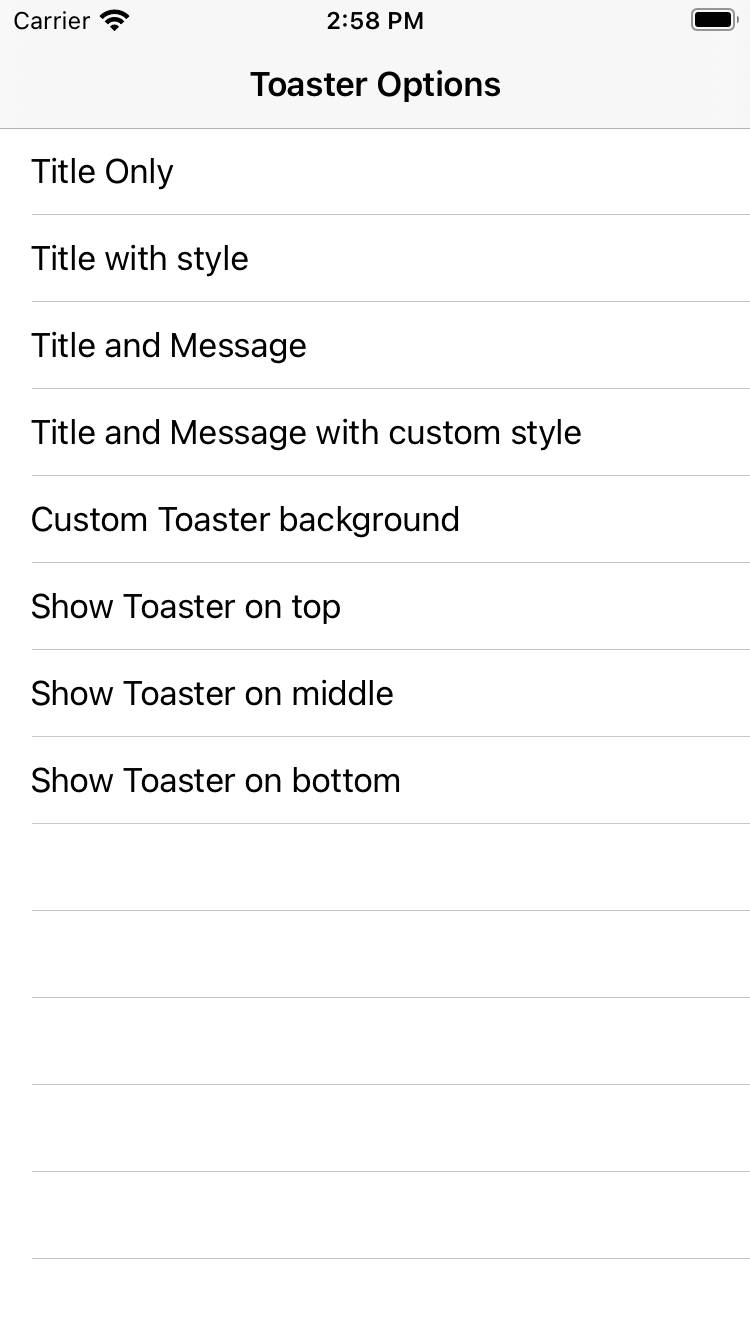 Carrier 2:58 PM
Toaster Options
Title Only
Title with style
Title and Message
Title and Message with custom style
Custom Toaster background
Show Toaster on top
Show Toaster on middle
Show Toaster on bottom